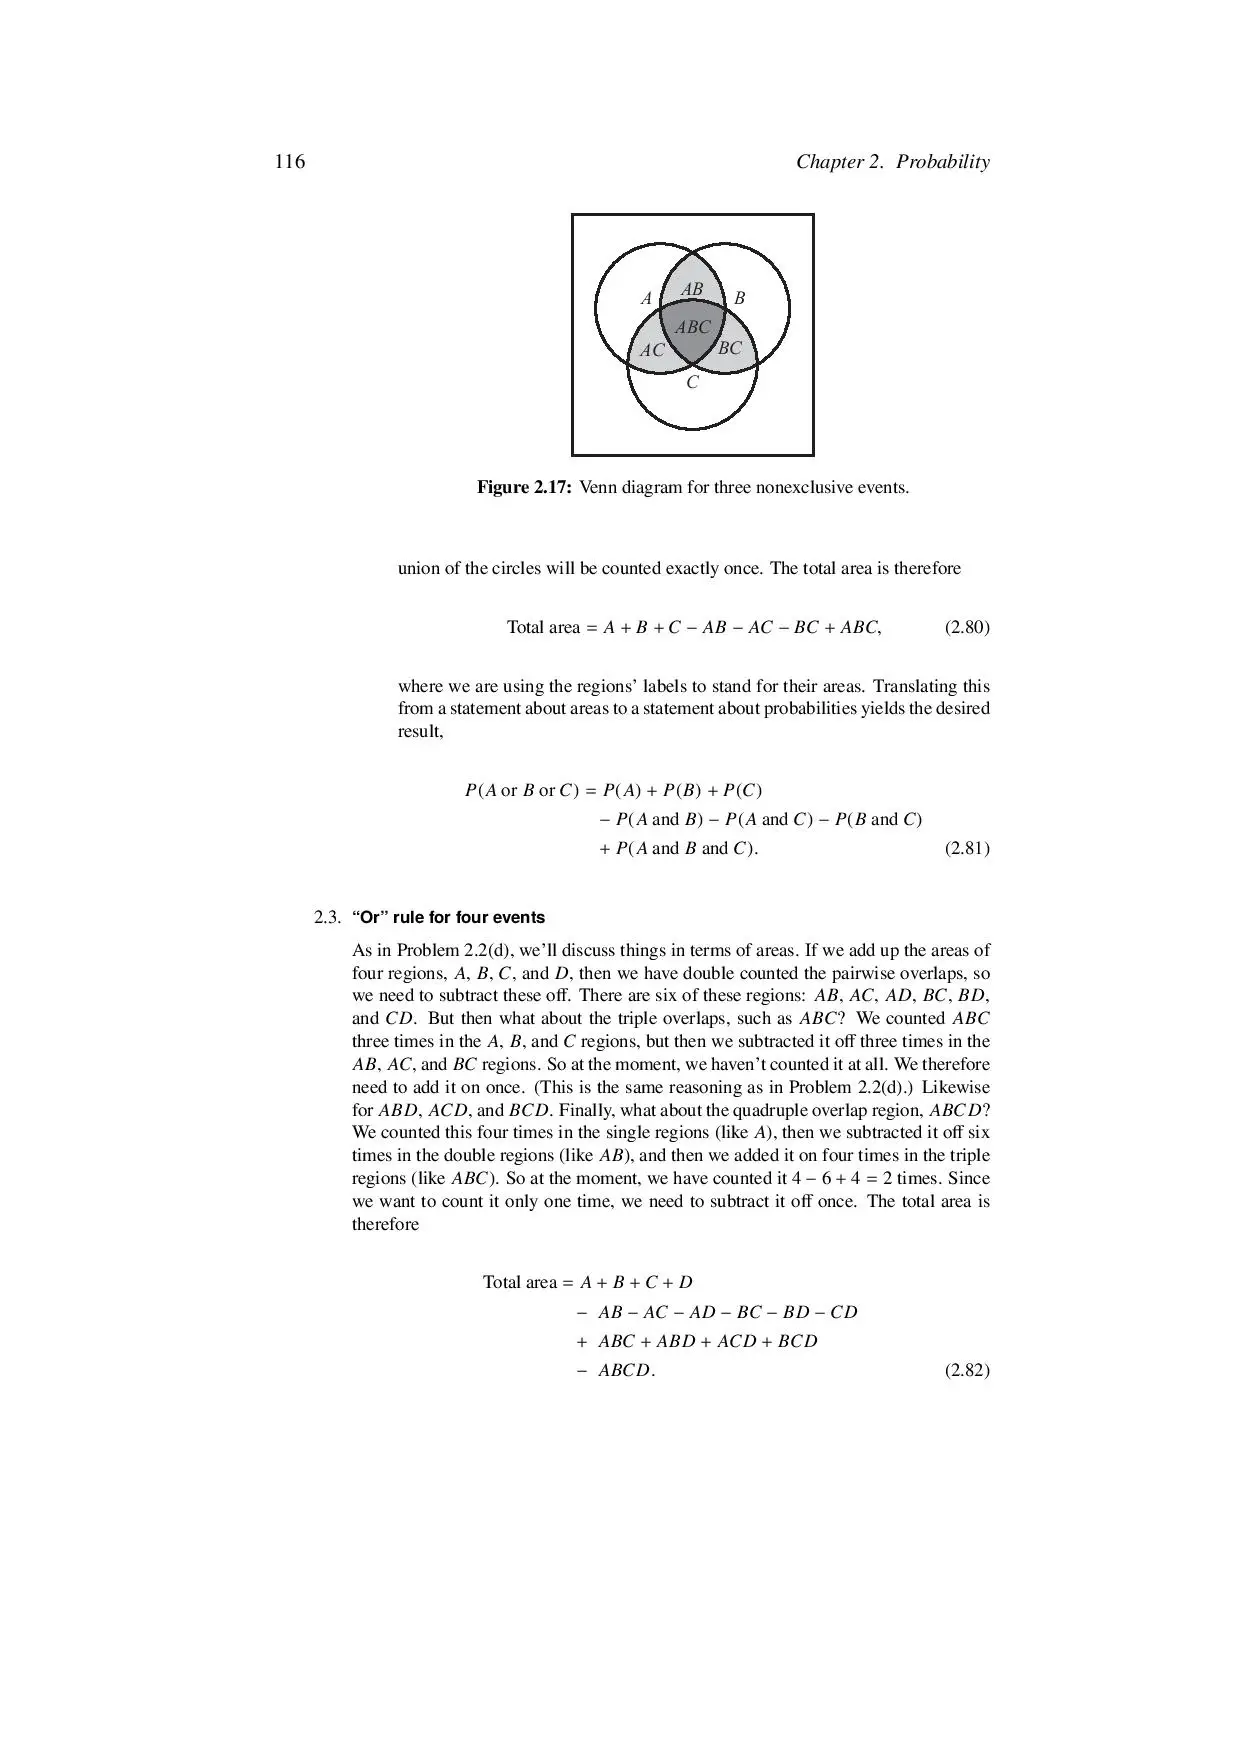 116
Chapter 2. Probability
A
AB
B
ABC
AC
BC
C
Figure 2.17: Venn diagram for three nonexclusive events.
union of the circles will be counted exactly once. The total area is therefore
Total area = A + B + C − AB − AC − BC + ABC, (2.80)
where we are using the regions’ labels to stand for their areas. Translating this
from a statement about areas to a statement about probabilities yields the desired
result,
P(A or B or C) = P(A) + P(B) + P(C)
− P(A and B) − P(A and C) − P(B and C)
+ P(A and B and C). (2.81)
2.3. “Or” rule for four events
As in Problem 2.2(d), we’ll discuss things in terms of areas. If we add up the areas of
four regions, A, B, C, and D, then we have double counted the pairwise overlaps, so
we need to subtract these off. There are six of these regions: AB, AC, AD, BC, BD,
and CD. But then what about the triple overlaps, such as ABC? We counted ABC
three times in the A, B, and C regions, but then we subtracted it off three times in the
AB, AC, and BC regions. So at the moment, we haven’t counted it at all. We therefore
need to add it on once. (This is the same reasoning as in Problem 2.2(d).) Likewise
for ABD, ACD, and BCD. Finally, what about the quadruple overlap region, ABCD?
We counted this four times in the single regions (like A), then we subtracted it off six
times in the double regions (like AB), and then we added it on four times in the triple
regions (like ABC). So at the moment, we have counted it 4 − 6 + 4 = 2 times. Since
we want to count it only one time, we need to subtract it off once. The total area is
therefore
Total area = A + B + C + D
− AB − AC − AD − BC − BD − CD
+ ABC + ABD + ACD + BCD
− ABCD. (2.82)